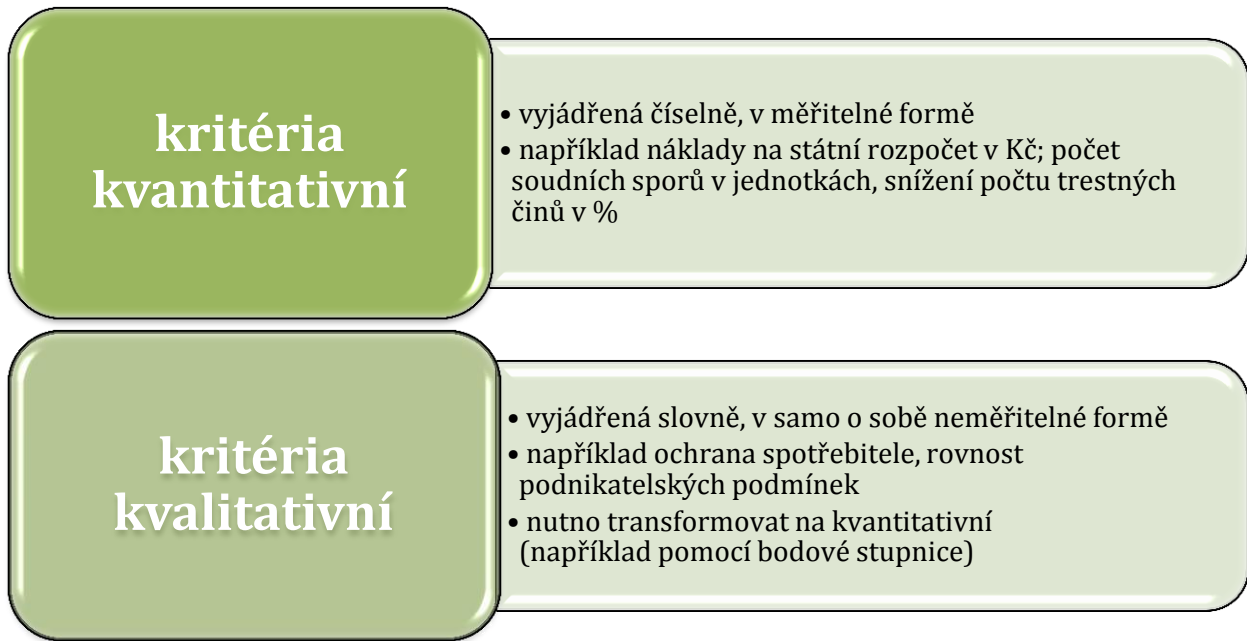 kritéria
kvantitativní
• vyjádřená číselně, v měřitelné formě
• například náklady na státní rozpočet v Kč; počet
soudních sporů v jednotkách, snížení počtu trestných
činů v %
kritéria
kvalitativní
• vyjádřená slovně, v samo o sobě neměřitelné formě
• například ochrana spotřebitele, rovnost
podnikatelských podmínek
• nutno transformovat na kvantitativní
(například pomocí bodové stupnice)